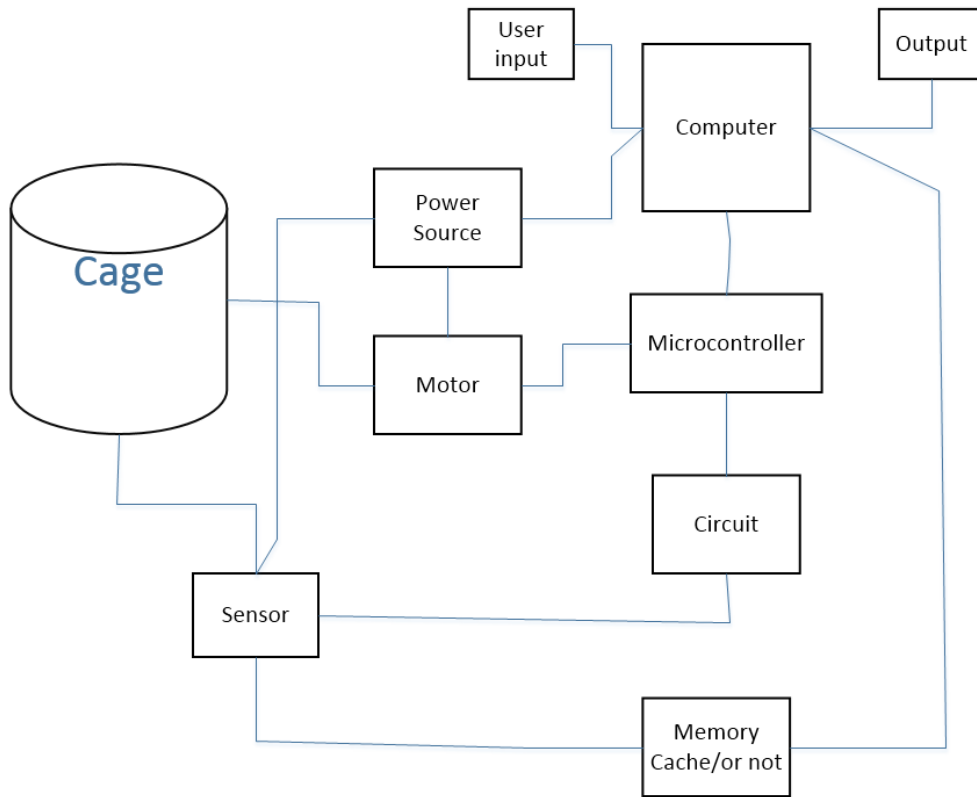 User
input
Output
Computer
Power
Source
Cage
Microcontroller
Motor
Circuit
Sensor
Memory
Cache/or not